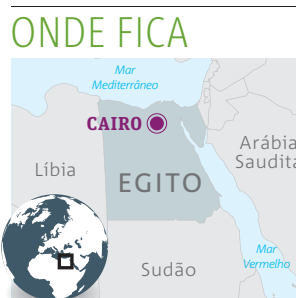 ONDE FICA
Mar
Mediterrâneo
CAIRO
Arábia
Saudita
Líbia
EGITO
Mar
Vermelho
Sudão